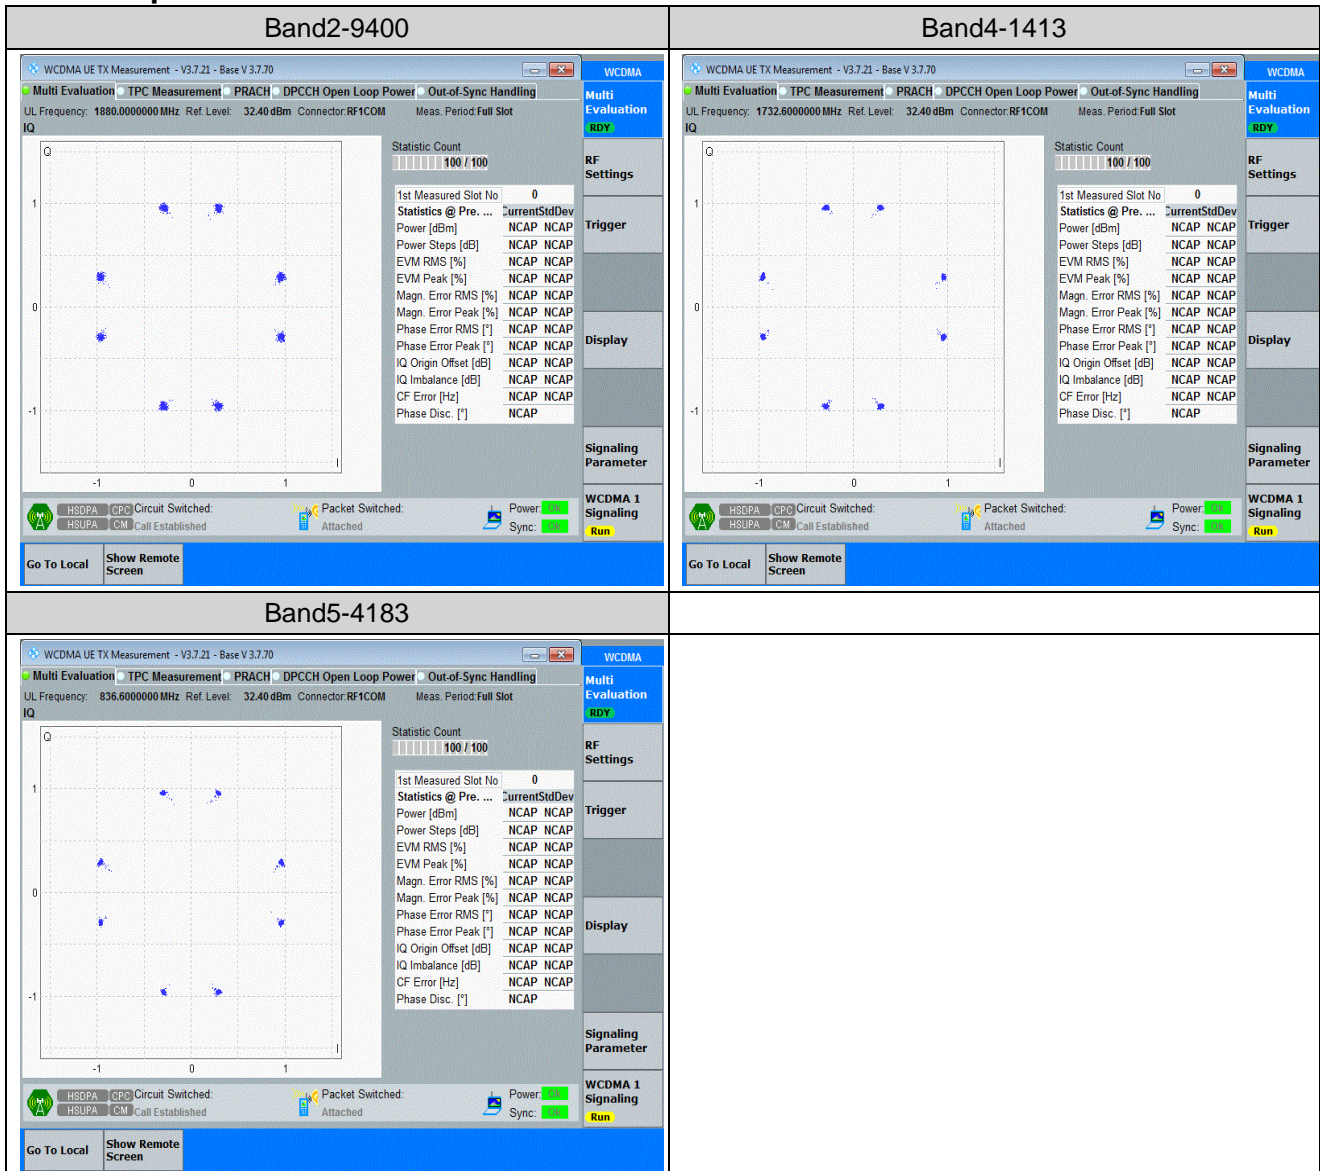 Band2-9400
Band4-1413
WCDMA UE TX Measurement - V3.7.21 - Base V 3.7.70
WCDMA
Multi Evaluation TPC Measurement PRACH DPCCH Open Loop Power Out-of-Sync Handling
Multi
Evaluation
RDY
UL Frequency: 1880.0000000 MHz Ref. Level: 32.40 dBm Connector: RF1COM Meas. Period: Full Slot
IQ
Q
1
0
-1
-1 0 1
I
Statistic Count
100 / 100
1st Measured Slot No 0
Statistics @ Pre. ... CurrentStdDev
Power [dBm] NCAP NCAP
Power Steps [dB] NCAP NCAP
EVM RMS [%] NCAP NCAP
EVM Peak [%] NCAP NCAP
Magn. Error RMS [%] NCAP NCAP
Magn. Error Peak [%] NCAP NCAP
Phase Error RMS [°] NCAP NCAP
Phase Error Peak [°] NCAP NCAP
IQ Origin Offset [dB] NCAP NCAP
IQ Imbalance [dB] NCAP NCAP
CF Error [Hz] NCAP NCAP
Phase Disc. [°] NCAP
RF
Settings
Trigger
Display
Signaling
Parameter
WCDMA 1
Signaling
Run
HSDPA CPC Circuit Switched: Packet Switched: Power: Ok
HSUPA CM Call Established Attached Sync: Ok
Go To Local
Show Remote
Screen
WCDMA UE TX Measurement - V3.7.21 - Base V 3.7.70
WCDMA
Multi Evaluation TPC Measurement PRACH DPCCH Open Loop Power Out-of-Sync Handling
Multi
Evaluation
RDY
UL Frequency: 1732.6000000 MHz Ref. Level: 32.40 dBm Connector: RF1COM Meas. Period: Full Slot
IQ
Q
1
0
-1
-1 0 1
I
Statistic Count
100 / 100
1st Measured Slot No 0
Statistics @ Pre. ... CurrentStdDev
Power [dBm] NCAP NCAP
Power Steps [dB] NCAP NCAP
EVM RMS [%] NCAP NCAP
EVM Peak [%] NCAP NCAP
Magn. Error RMS [%] NCAP NCAP
Magn. Error Peak [%] NCAP NCAP
Phase Error RMS [°] NCAP NCAP
Phase Error Peak [°] NCAP NCAP
IQ Origin Offset [dB] NCAP NCAP
IQ Imbalance [dB] NCAP NCAP
CF Error [Hz] NCAP NCAP
Phase Disc. [°] NCAP
RF
Settings
Trigger
Display
Signaling
Parameter
WCDMA 1
Signaling
Run
HSDPA CPC Circuit Switched: Packet Switched: Power: Ok
HSUPA CM Call Established Attached Sync: Ok
Go To Local
Show Remote
Screen
Band5-4183
WCDMA UE TX Measurement - V3.7.21 - Base V 3.7.70
WCDMA
Multi Evaluation TPC Measurement PRACH DPCCH Open Loop Power Out-of-Sync Handling
Multi
Evaluation
RDY
UL Frequency: 836.6000000 MHz Ref. Level: 32.40 dBm Connector: RF1COM Meas. Period: Full Slot
IQ
Q
1
0
-1
-1 0 1
I
Statistic Count
100 / 100
1st Measured Slot No 0
Statistics @ Pre. ... CurrentStdDev
Power [dBm] NCAP NCAP
Power Steps [dB] NCAP NCAP
EVM RMS [%] NCAP NCAP
EVM Peak [%] NCAP NCAP
Magn. Error RMS [%] NCAP NCAP
Magn. Error Peak [%] NCAP NCAP
Phase Error RMS [°] NCAP NCAP
Phase Error Peak [°] NCAP NCAP
IQ Origin Offset [dB] NCAP NCAP
IQ Imbalance [dB] NCAP NCAP
CF Error [Hz] NCAP NCAP
Phase Disc. [°] NCAP
RF
Settings
Trigger
Display
Signaling
Parameter
WCDMA 1
Signaling
Run
HSDPA CPC Circuit Switched: Packet Switched: Power: Ok
HSUPA CM Call Established Attached Sync: Ok
Go To Local
Show Remote
Screen